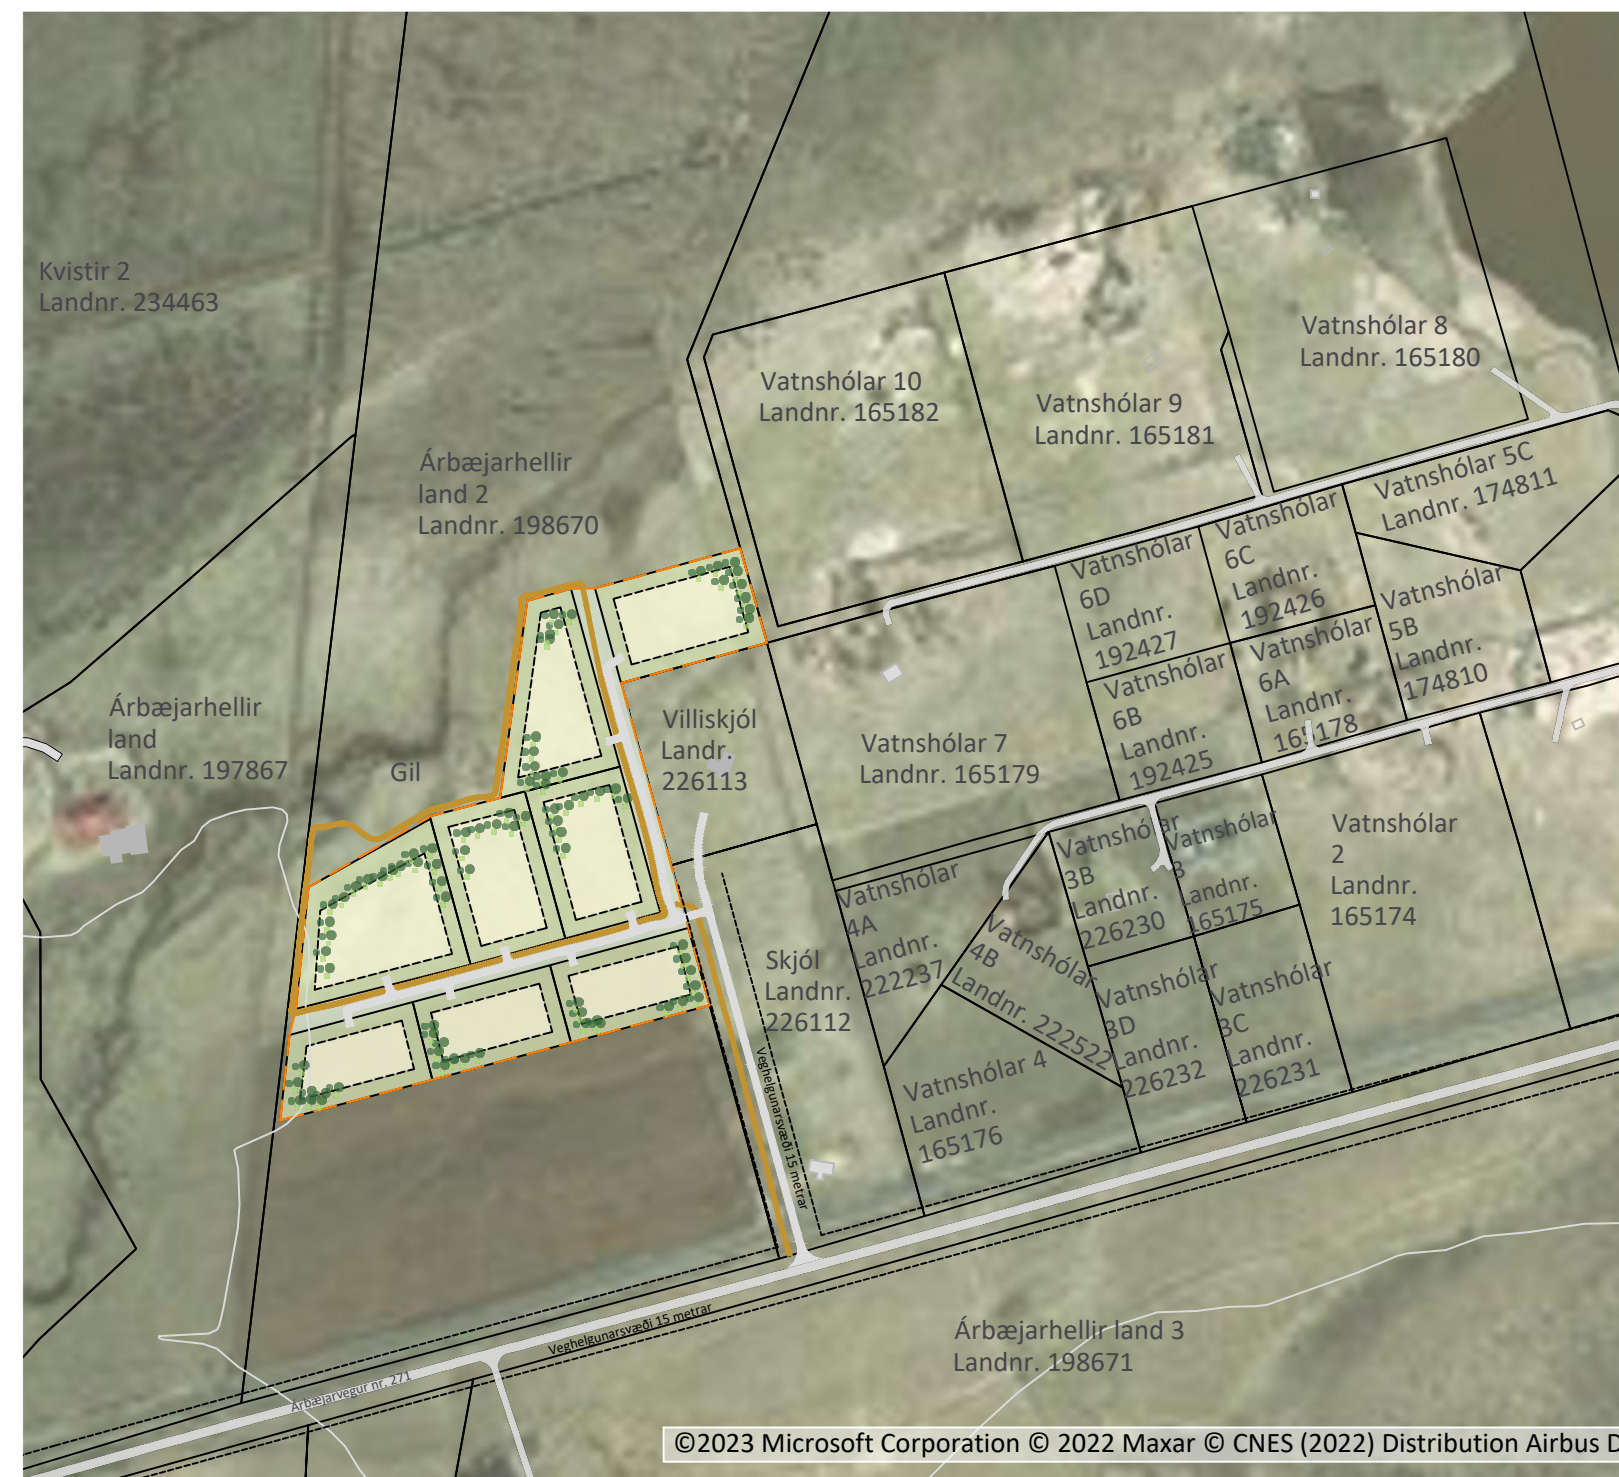 Kvistir 2
Landnr. 234463
Vatnshólar 8
Landnr. 165180
Vatnshólar 10
Landnr. 165182
Vatnshólar 9
Landnr. 165181
Árbæjarhellir
land 2
Landnr. 198670
Vatnshólar 5C
Landnr. 174811
Vatnshólar
6C
Landnr.
192426
Vatnshólar
6D
Landnr.
192427
Vatnshólar
5B
Landnr.
174810
Vatnshólar
6A
Landnr.
165178
Vatnshólar
6B
Landnr.
192425
Árbæjarhellir
land
Landnr. 197867
Gil
Villiskjól
Landr.
226113
Vatnshólar 7
Landnr. 165179
Vatnshólar
2
Landnr.
165174
Vatnshólar
3B
Landnr.
226230
Vatnshólar
3
Landnr.
165175
Vatnshólar
4A
Landnr.
222237
Vatnshólar
4B
Landnr. 222522
Skjól
Landnr.
226112
Vatnshólar
3D
Landnr.
226232
Vatnshólar
3C
Landnr.
226231
Vatnshólar 4
Landnr.
165176
Veghelgunarsvæði 15 metrar
Veghelgunarsvæði 15 metrar
Árbæjarvegur nr. 271
Árbæjarhellir land 3
Landnr. 198671
©2023 Microsoft Corporation © 2022 Maxar © CNES (2022) Distribution Airbus D